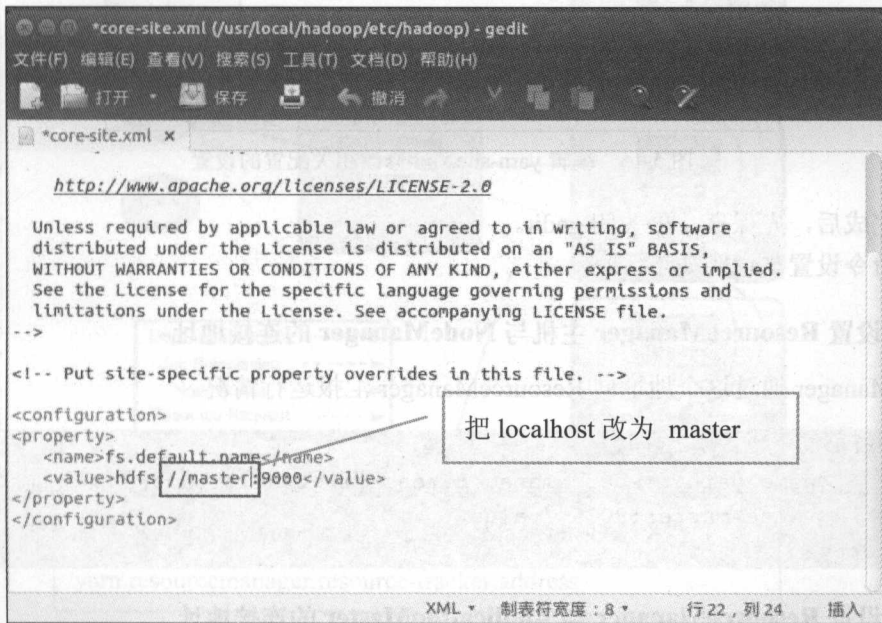 *core-site.xml (/usr/local/hadoop/etc/hadoop) - gedit
文件(F) 编辑(E) 查看(V) 搜索(S) 工具(T) 文档(D) 帮助(H)
打开 保存 撤消
*core-site.xml ×
http://www.apache.org/licenses/LICENSE-2.0
Unless required by applicable law or agreed to in writing, software
distributed under the License is distributed on an "AS IS" BASIS,
WITHOUT WARRANTIES OR CONDITIONS OF ANY KIND, either express or implied.
See the License for the specific language governing permissions and
limitations under the License. See accompanying LICENSE file.
-->
<!-- Put site-specific property overrides in this file. -->
<configuration>
<property>
<name>fs.default.name</name>
<value>hdfs://master:9000</value>
</property>
</configuration>
把 localhost 改为 master
XML 制表符宽度:8 行 22,列 24 插入